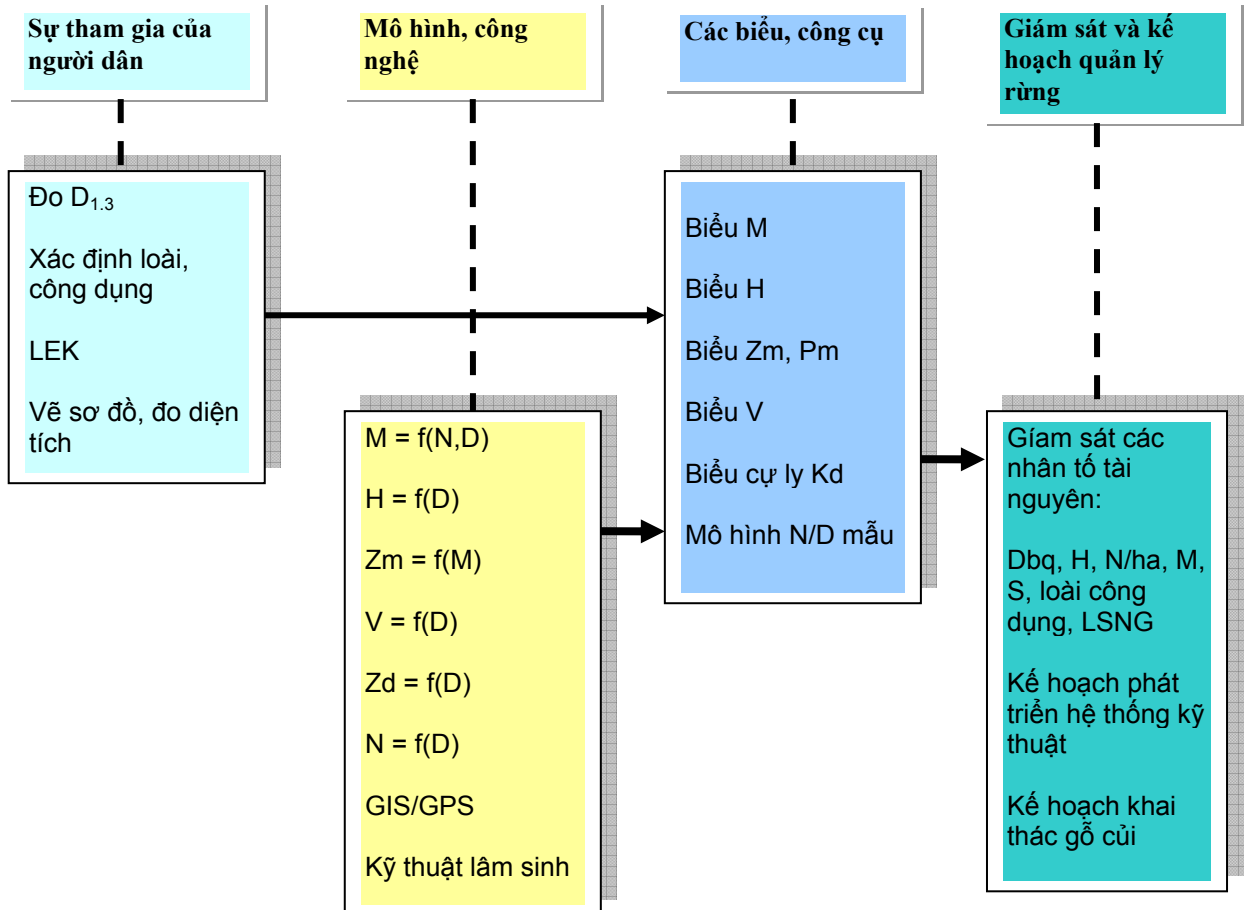 Sự tham gia của
người dân
Mô hình, công
nghệ
Các biểu, công cụ
Giám sát và kế
hoạch quản lý
rừng
Đo D1.3
Xác định loài,
công dụng
LEK
Vẽ sơ đồ, đo diện
tích
M = f(N,D)
H = f(D)
Zm = f(M)
V = f(D)
Zd = f(D)
N = f(D)
GIS/GPS
Kỹ thuật lâm sinh
Biểu M
Biểu H
Biểu Zm, Pm
Biểu V
Biểu cự ly Kd
Mô hình N/D mẫu
Gíam sát các
nhân tố tài
nguyên:
Dbq, H, N/ha, M,
S, loài công
dụng, LSNG
Kế hoạch phát
triển hệ thống kỹ
thuật
Kế hoạch khai
thác gỗ củi